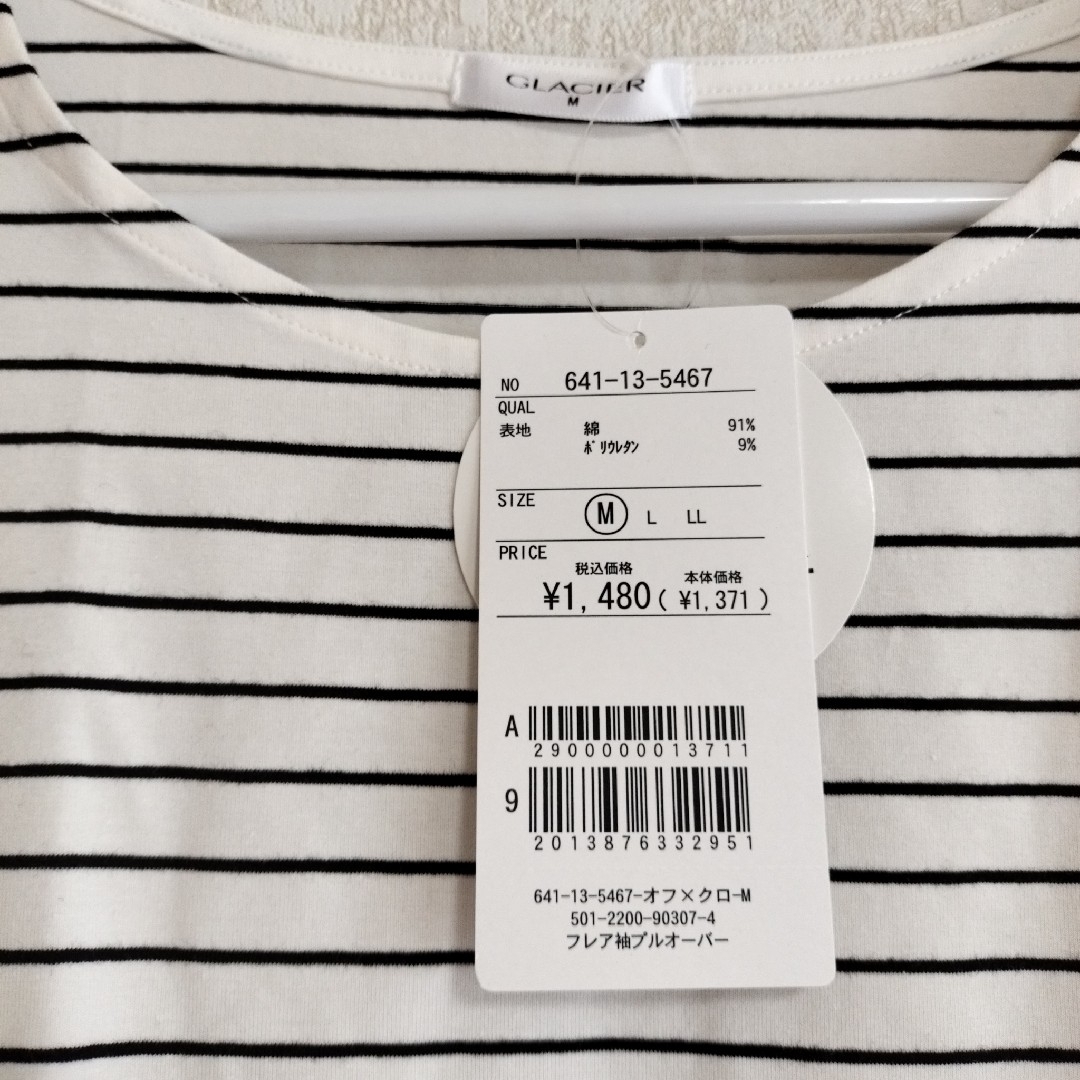 GLACIER
M
NO 641-13-5467
QUAL
表地 綿 91%
ポリウレタン 9%
SIZE M L LL
PRICE
税込価格 本体価格
¥1,480 ( ¥1,371 )
A
2900000013711
9
2013876332951
641-13-5467-オフ×クロ-M
501-2200-90307-4
フレア袖プルオーバー